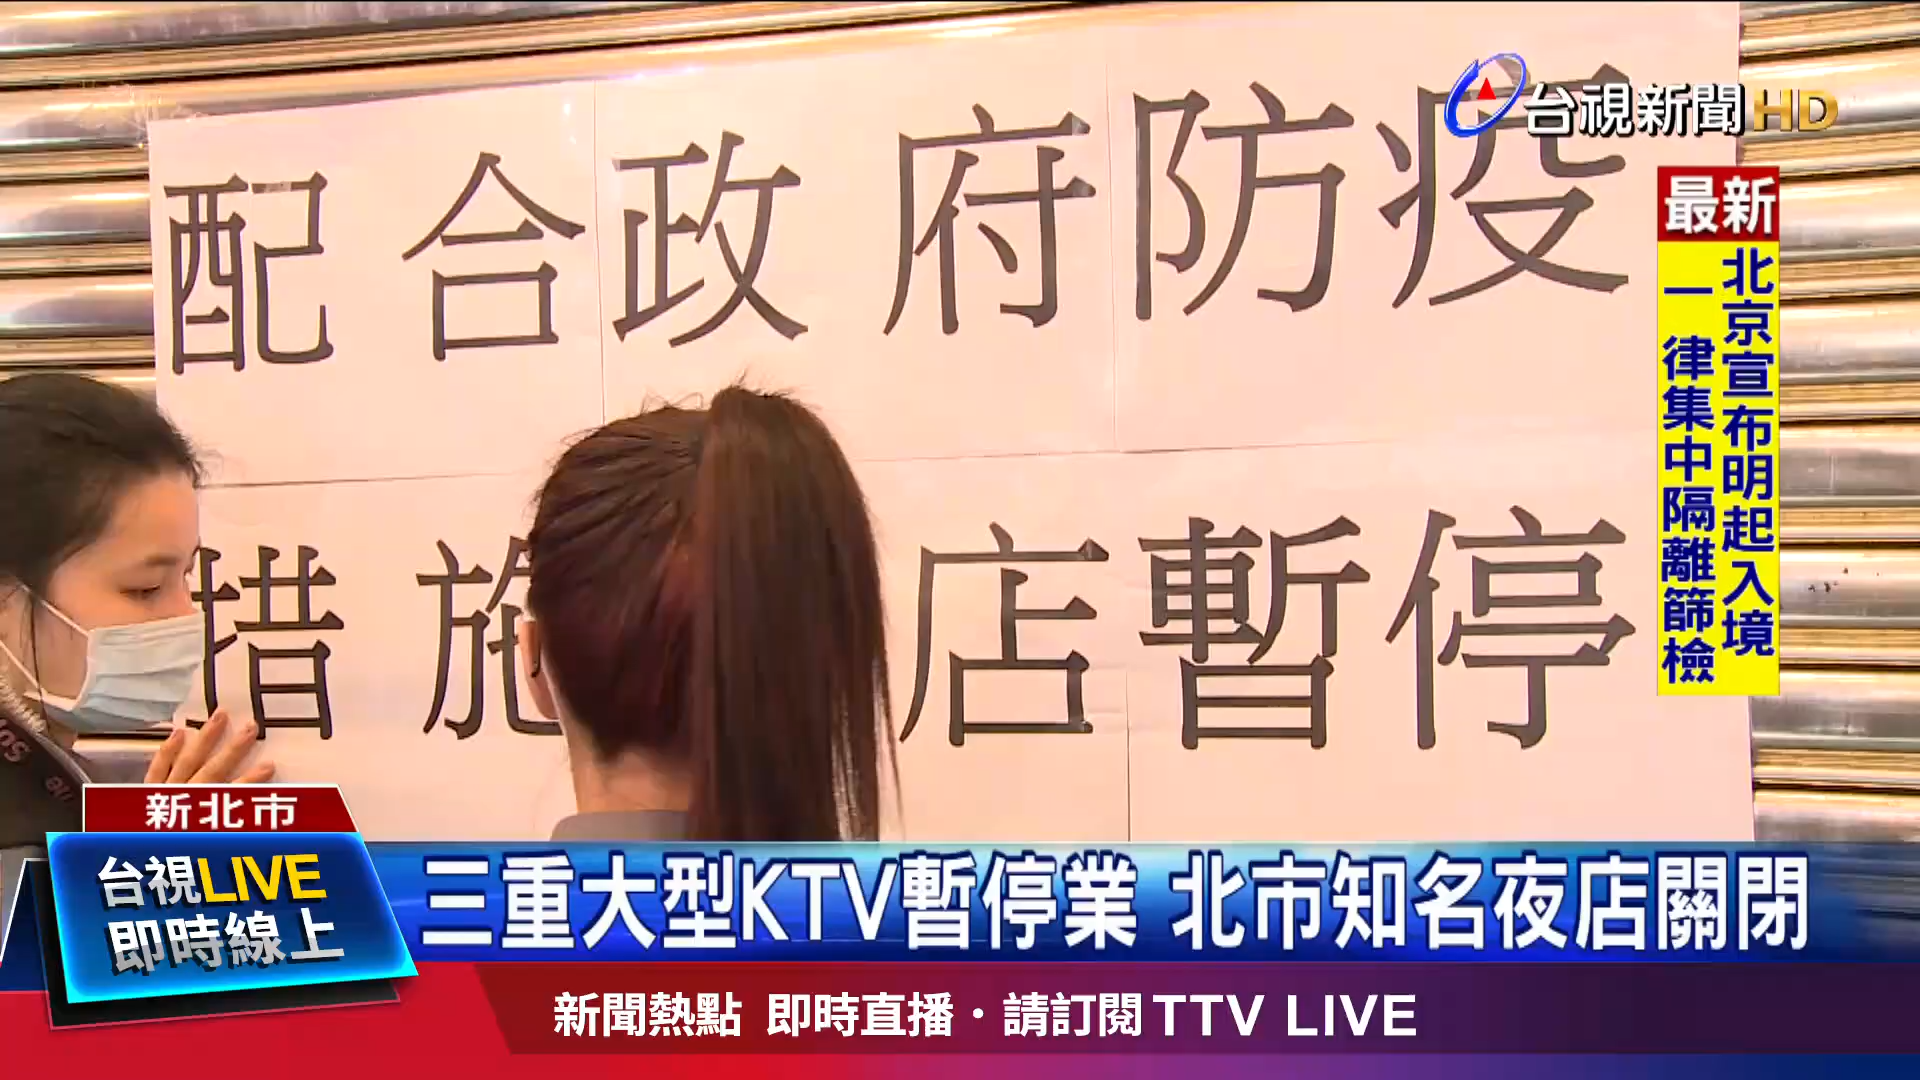 台視新聞HD
配合政府防疫
措施 店暫停
最新
北京宣布明起入境
一律集中隔離篩檢
新北市
台視LIVE
即時線上
三重大型KTV暫停業 北市知名夜店關閉
新聞熱點 即時直播·請訂閱TTV LIVE